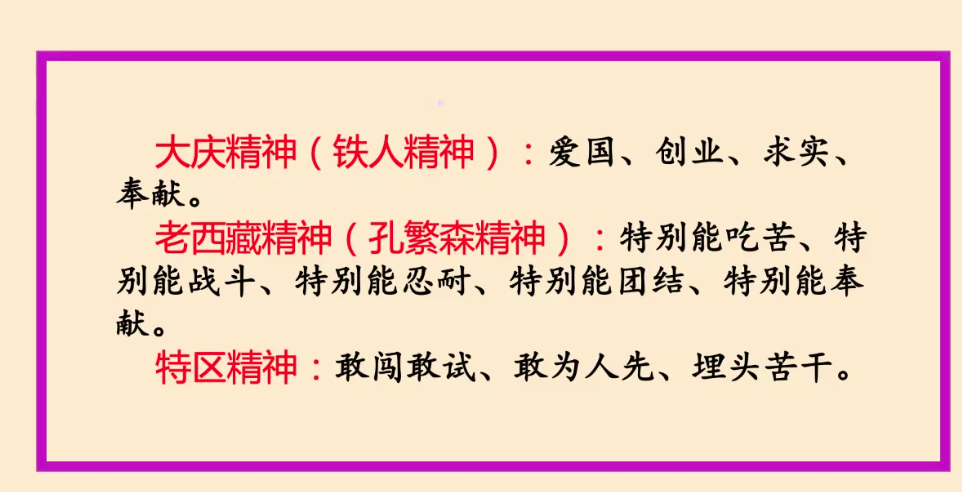 大庆精神（铁人精神）：爱国、创业、求实、
奉献。
老西藏精神（孔繁森精神）：特别能吃苦、特
别能战斗、特别能忍耐、特别能团结、特别能奉
献。
特区精神：敢闯敢试、敢为人先、埋头苦干。